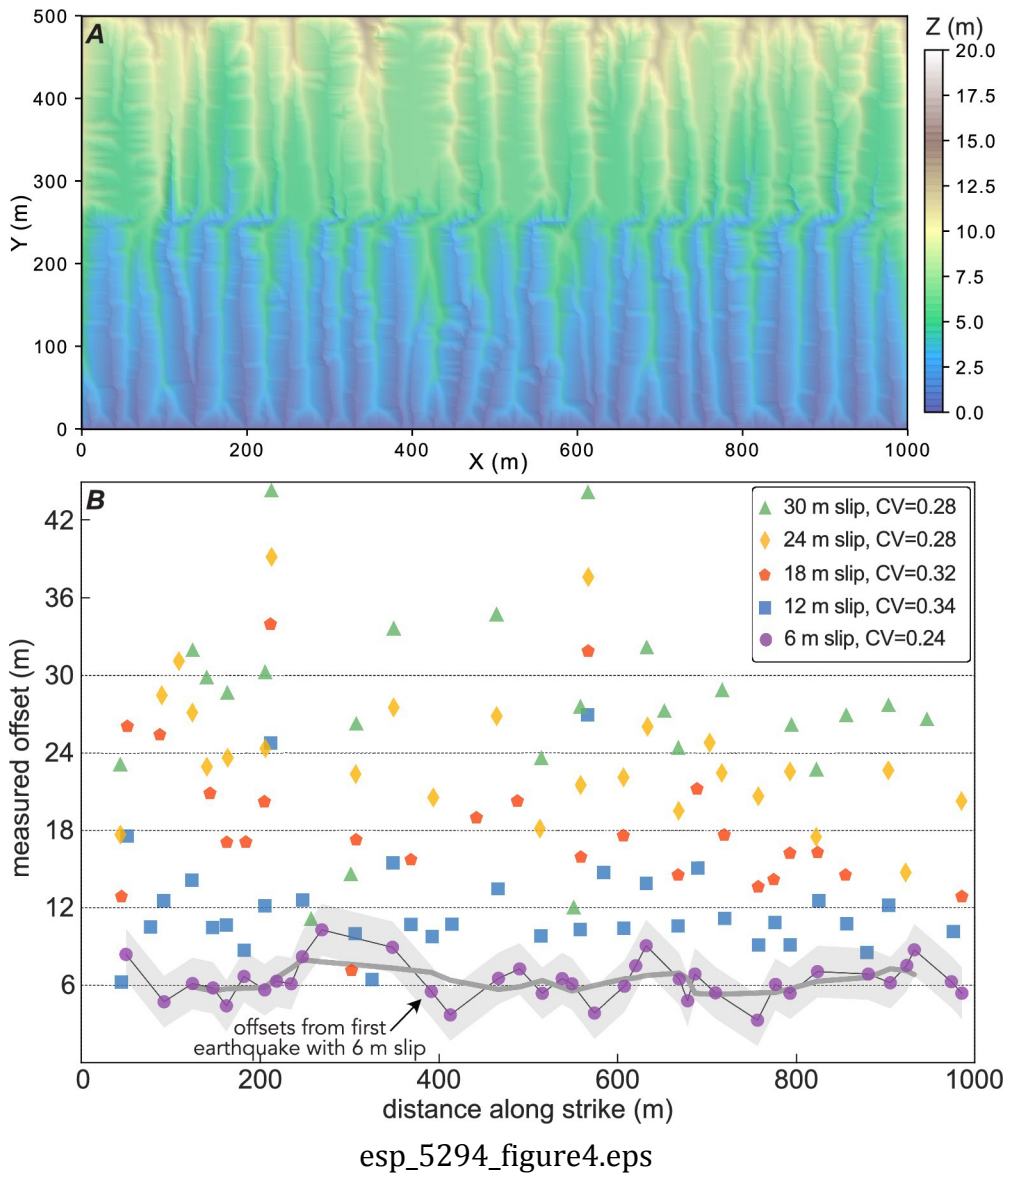 A
500
400
300
200
100
0
Y (m)
0 200 400 600 800 1000
X (m)
Z (m)
20.0
17.5
15.0
12.5
10.0
7.5
5.0
2.5
0.0
B
42
36
30
24
18
12
6
measured offset (m)
30 m slip, CV=0.28
24 m slip, CV=0.28
18 m slip, CV=0.32
12 m slip, CV=0.34
6 m slip, CV=0.24
offsets from first
earthquake with 6 m slip
0 200 400 600 800 1000
distance along strike (m)
esp_5294_figure4.eps